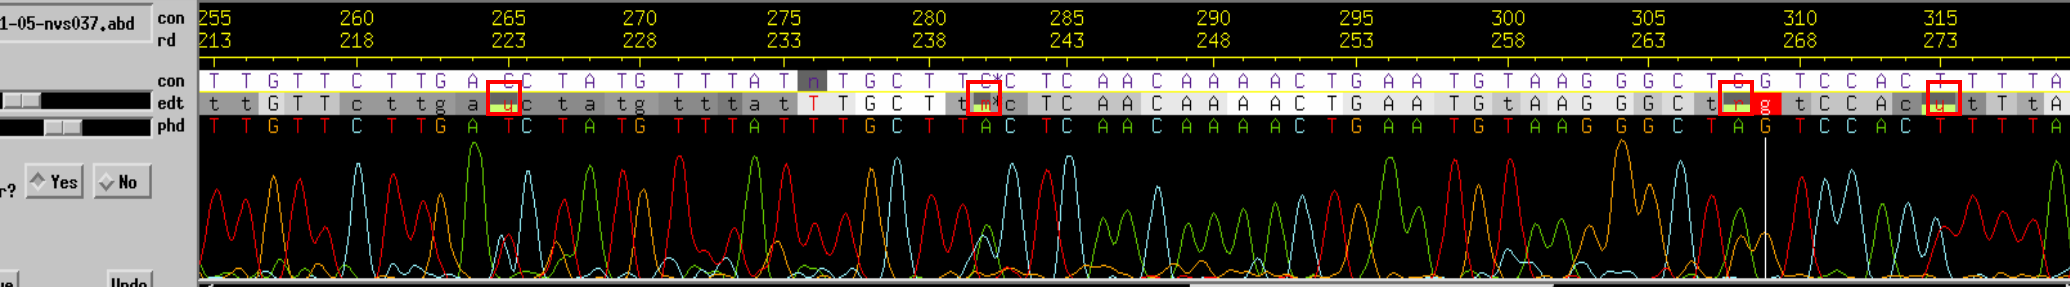 1-05-nvs037.abd
con 255 260 265 270 275 280 285 290 295 300 305 310 315
rd 213 218 223 228 233 238 243 248 253 258 263 268 273
con T T G T T C T T G A C C T A T G T T T A T n T G C T T C * C T C A A C A A A A C T G A A T G T A A G G G C T G G T C C A C T T T T A
edt t t G T T c t t g a u c t a t g t t t a t T T G C T t m * c T C A A C A A A A C T G A A T G t A A G G G C t r g t C C A c u t T t A
phd T T G T T C T T G A T C T A T G T T T A T T T G C T T A C T C A A C A A A A C T G A A T G T A A G G G C T A G T C C A C T T T T A
r? Yes No
Undo